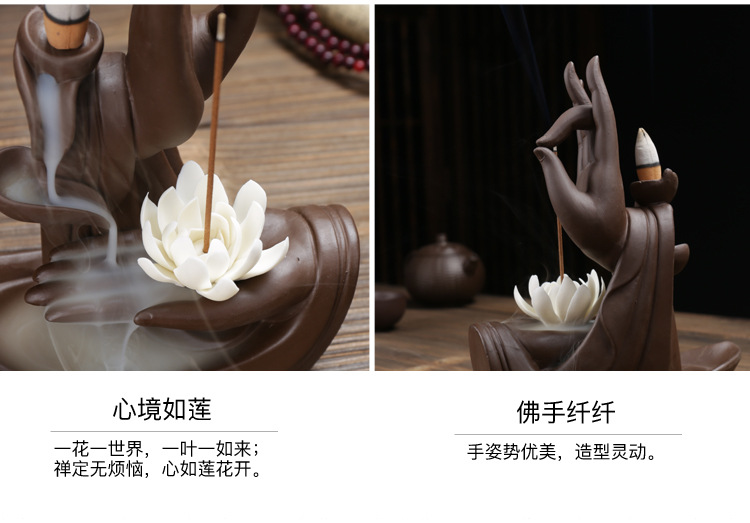 心境如莲
一花一世界，一叶一如来；
禅定无烦恼，心如莲花开。
佛手纤纤
手姿势优美，造型灵动。